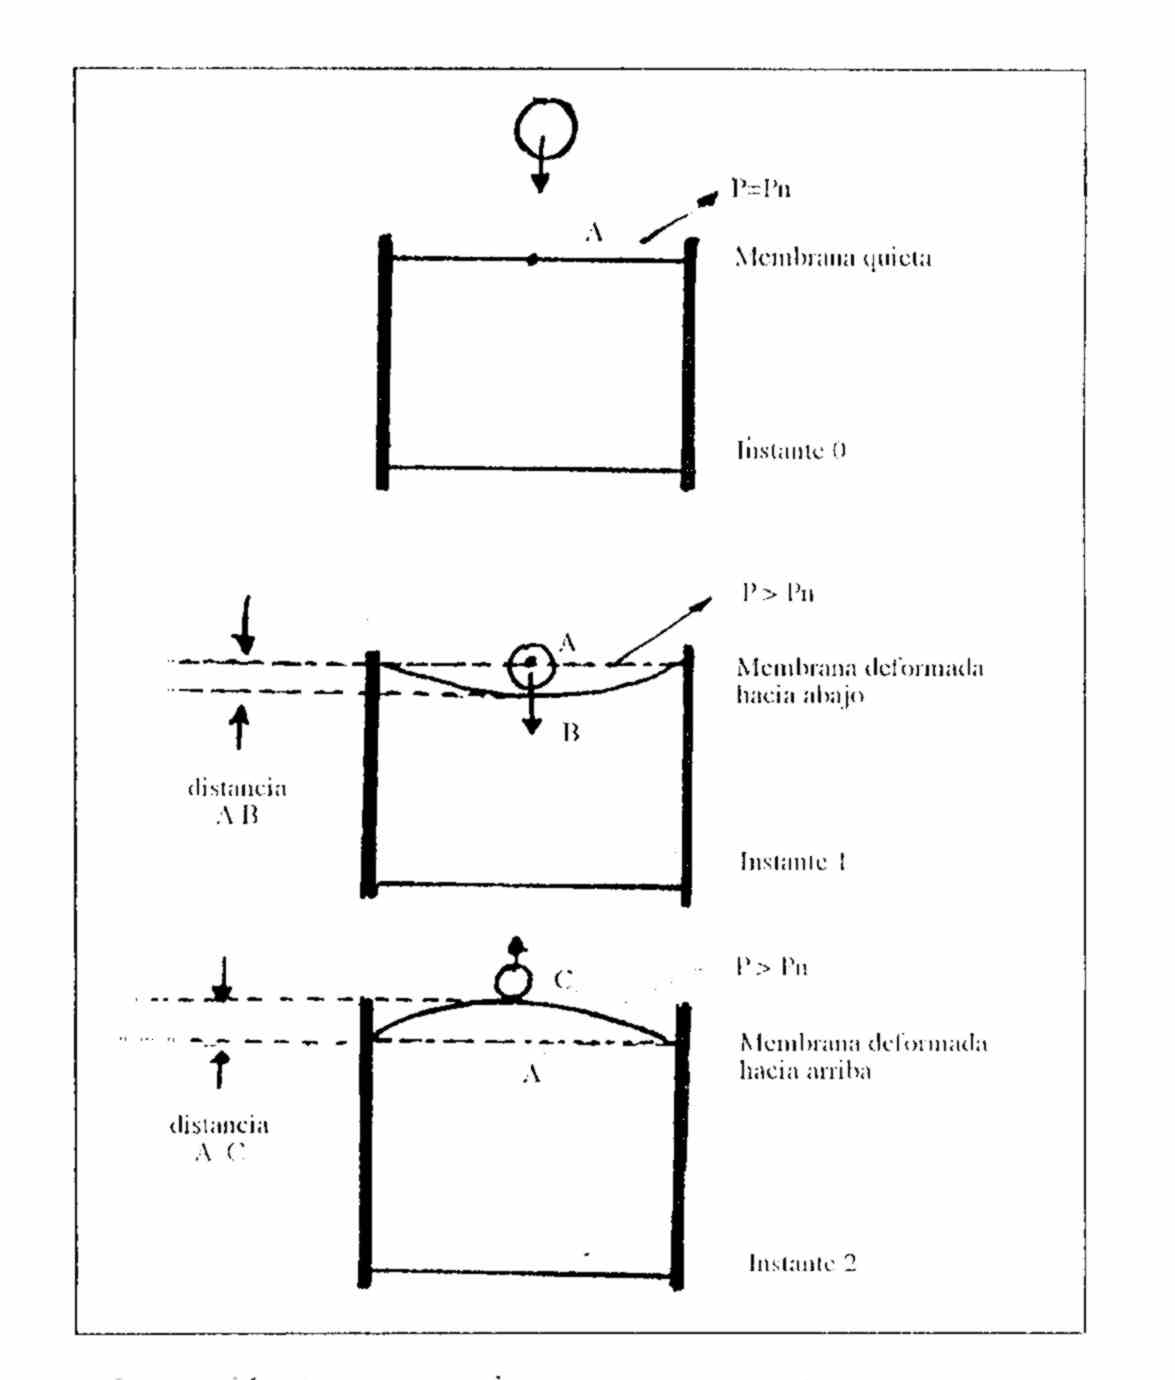 P=Pn
A
Membrana quieta
Instante 0
P > Pn
A
Membrana deformada
hacia abajo
B
distancia
A B
Instante 1
P > Pn
C
Membrana deformada
hacia arriba
A
distancia
A C
Instante 2